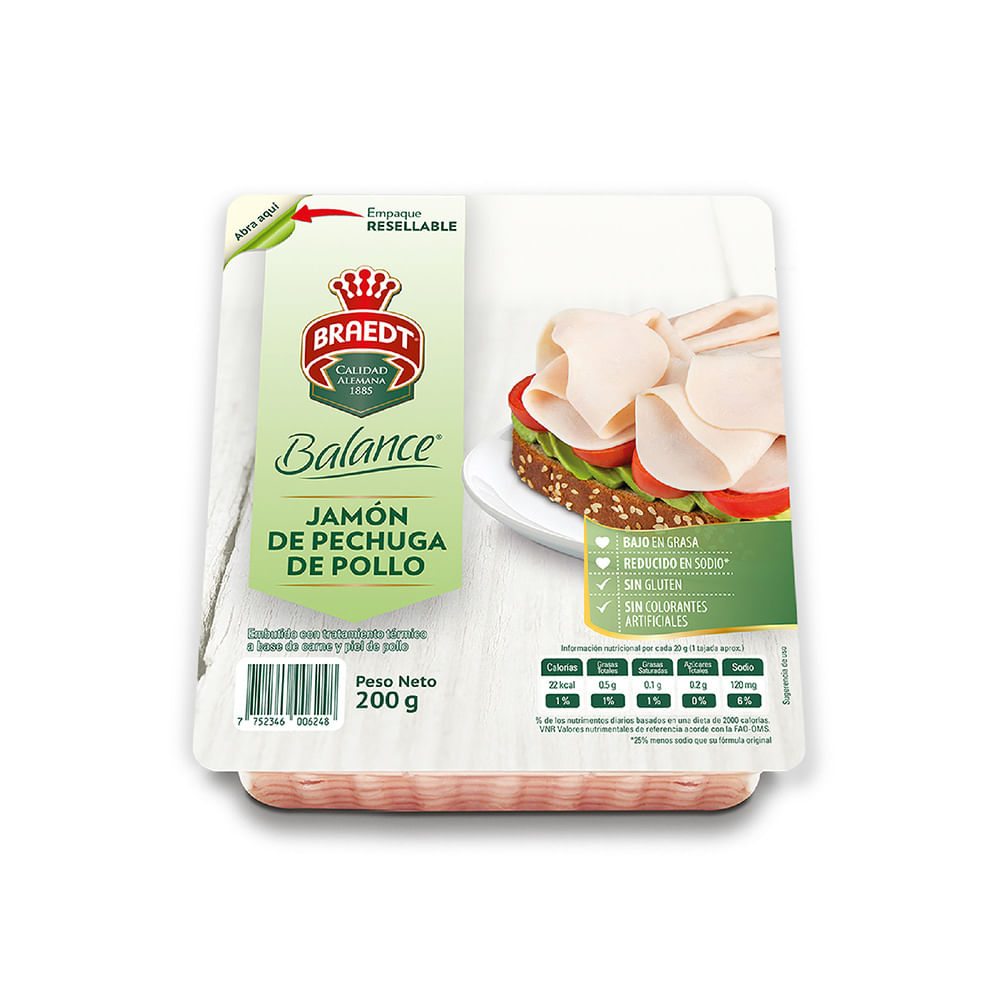 Abra aquí
Empaque
RESELLABLE
BRAEDT®
CALIDAD
ALEMANA
1885
Balance®
JAMÓN
DE PECHUGA
DE POLLO
Embutido con tratamiento térmico
a base de carne y piel de pollo
7 752346 006248
Peso Neto
200 g
BAJO EN GRASA
REDUCIDO EN SODIO*
SIN GLUTEN
SIN COLORANTES
ARTIFICIALES
Información nutricional por cada 20 g (1 tajada aprox.)
Calorías Grasas Totales Grasas Saturadas Azúcares Totales Sodio
22 kcal 0.5 g 0.1 g 0.2 g 120 mg
1% 1% 1% 0% 6%
% de los nutrimentos diarios basados en una dieta de 2000 calorías.
VNR Valores nutrimentales de referencia acorde con la FAO-OMS.
*25% menos sodio que su fórmula original
Sugerencia de uso